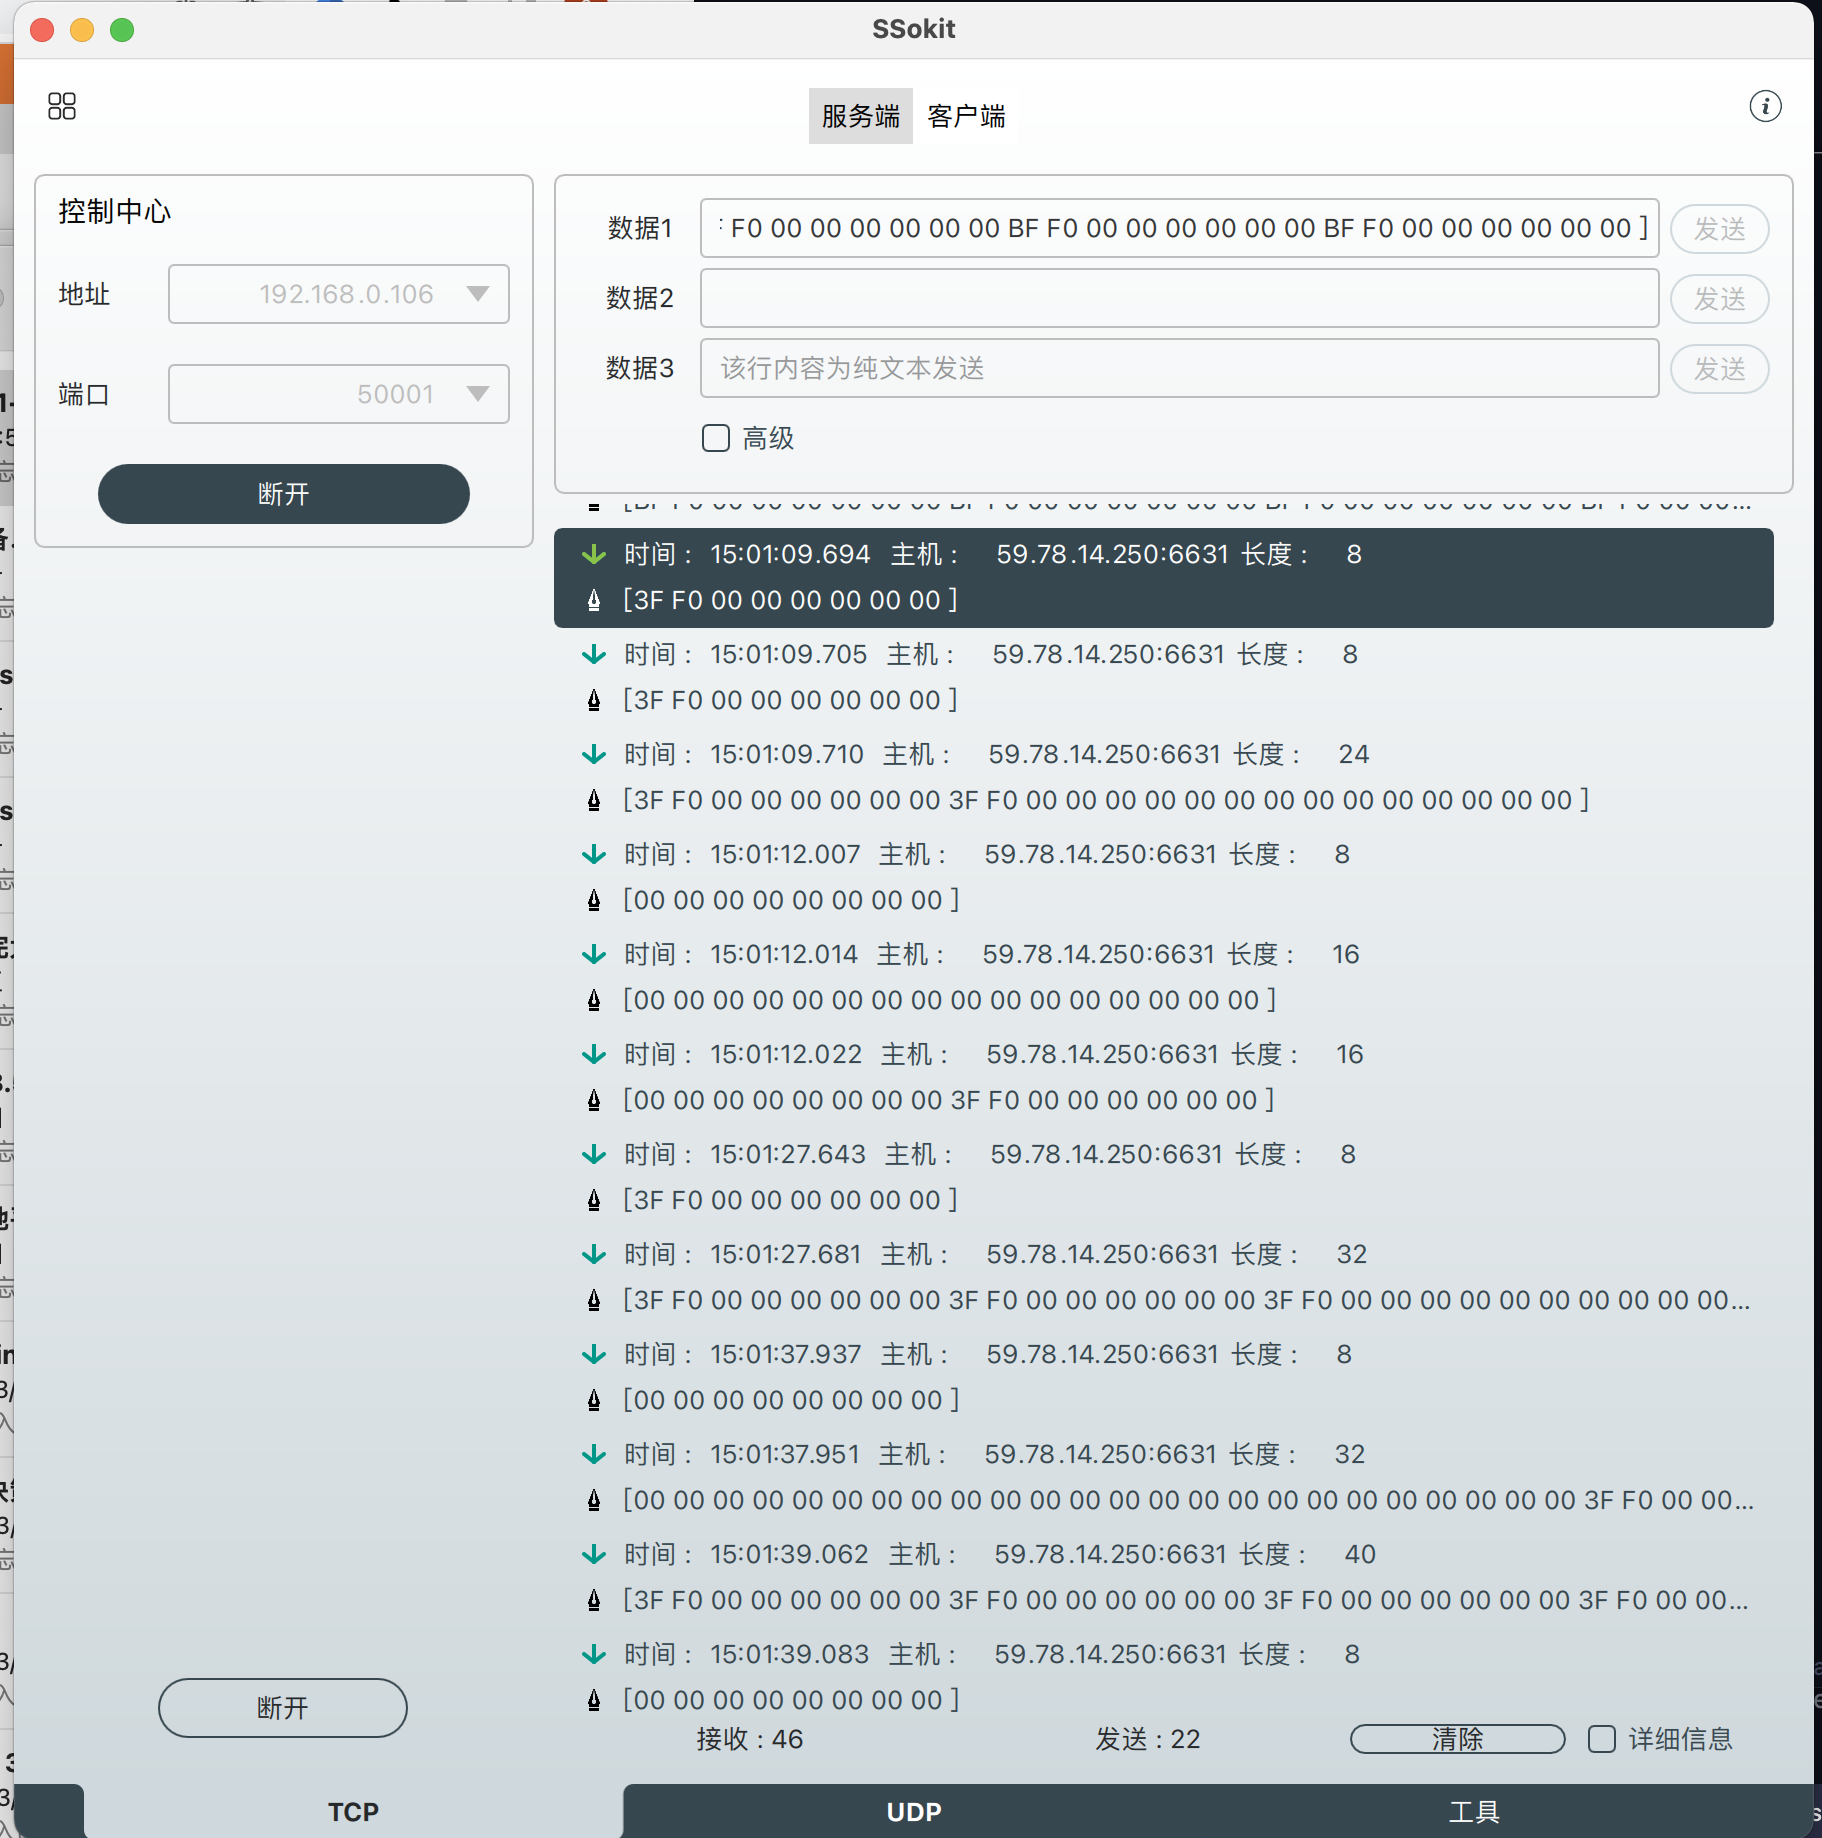 SSokit
服务端 客户端
控制中心
地址 192.168.0.106
端口 50001
断开
数据1 F0 00 00 00 00 00 00 BF F0 00 00 00 00 00 00 BF F0 00 00 00 00 00 00 ] 发送
数据2 发送
数据3 该行内容为纯文本发送 发送
高级
时间： 15:01:09.694 主机： 59.78.14.250:6631 长度： 8
[3F F0 00 00 00 00 00 00 ]
时间： 15:01:09.705 主机： 59.78.14.250:6631 长度： 8
[3F F0 00 00 00 00 00 00 ]
时间： 15:01:09.710 主机： 59.78.14.250:6631 长度： 24
[3F F0 00 00 00 00 00 00 3F F0 00 00 00 00 00 00 00 00 00 00 00 00 00 00 ]
时间： 15:01:12.007 主机： 59.78.14.250:6631 长度： 8
[00 00 00 00 00 00 00 00 ]
时间： 15:01:12.014 主机： 59.78.14.250:6631 长度： 16
[00 00 00 00 00 00 00 00 00 00 00 00 00 00 00 00 ]
时间： 15:01:12.022 主机： 59.78.14.250:6631 长度： 16
[00 00 00 00 00 00 00 00 3F F0 00 00 00 00 00 00 ]
时间： 15:01:27.643 主机： 59.78.14.250:6631 长度： 8
[3F F0 00 00 00 00 00 00 ]
时间： 15:01:27.681 主机： 59.78.14.250:6631 长度： 32
[3F F0 00 00 00 00 00 00 3F F0 00 00 00 00 00 00 3F F0 00 00 00 00 00 00 00 00 00 00...
时间： 15:01:37.937 主机： 59.78.14.250:6631 长度： 8
[00 00 00 00 00 00 00 00 ]
时间： 15:01:37.951 主机： 59.78.14.250:6631 长度： 32
[00 00 00 00 00 00 00 00 00 00 00 00 00 00 00 00 00 00 00 00 00 00 00 00 3F F0 00 00...
时间： 15:01:39.062 主机： 59.78.14.250:6631 长度： 40
[3F F0 00 00 00 00 00 00 3F F0 00 00 00 00 00 00 3F F0 00 00 00 00 00 00 3F F0 00 00...
时间： 15:01:39.083 主机： 59.78.14.250:6631 长度： 8
[00 00 00 00 00 00 00 00 ]
断开
接收 : 46 发送 : 22 清除 详细信息
TCP UDP 工具